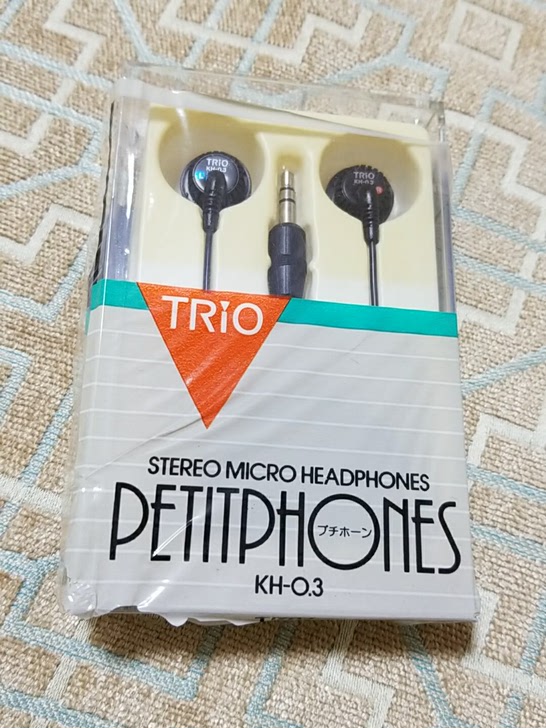 TRIO
KH-0.3
TRIO
KH-0.3
TRIO
STEREO MICRO HEADPHONES
PETITPHONES
プチホーン
KH-0.3